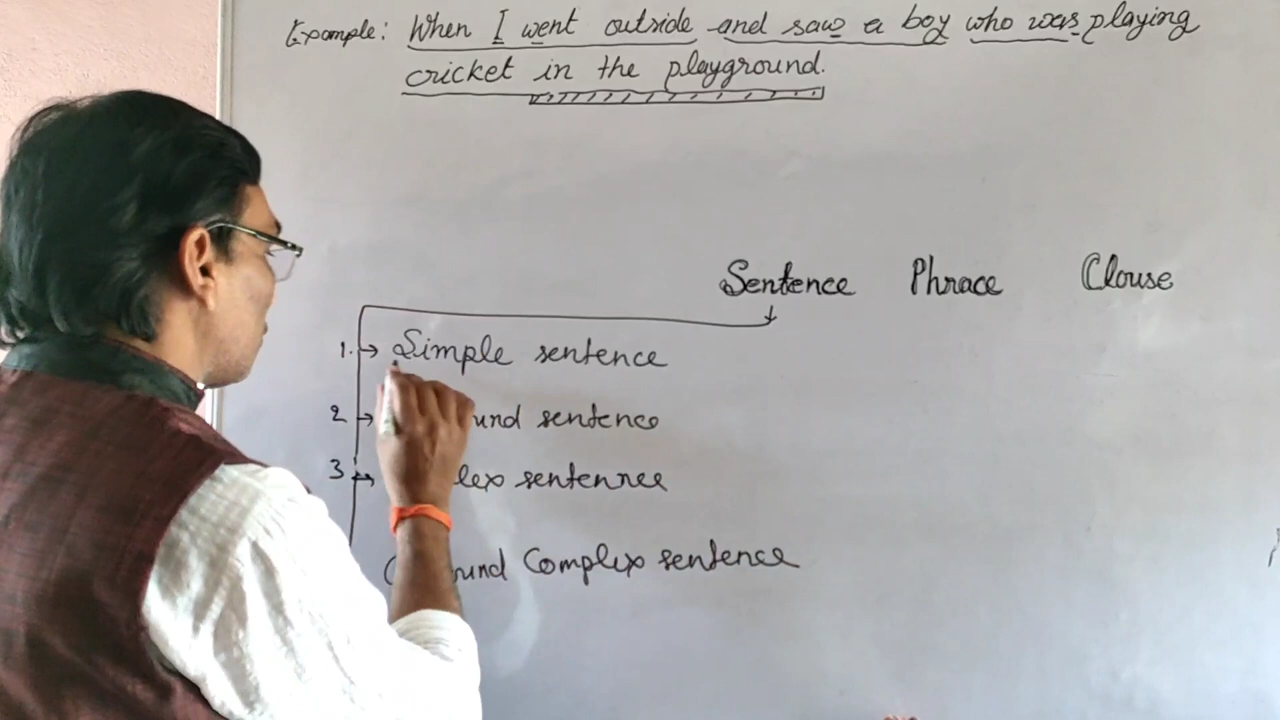 Example: When I went outside and saw a boy who was playing
cricket in the playground.
Sentence Phrace Clouse
1. → Simple sentence
2 → und sentence
3 → lex sentence
und Complex sentence